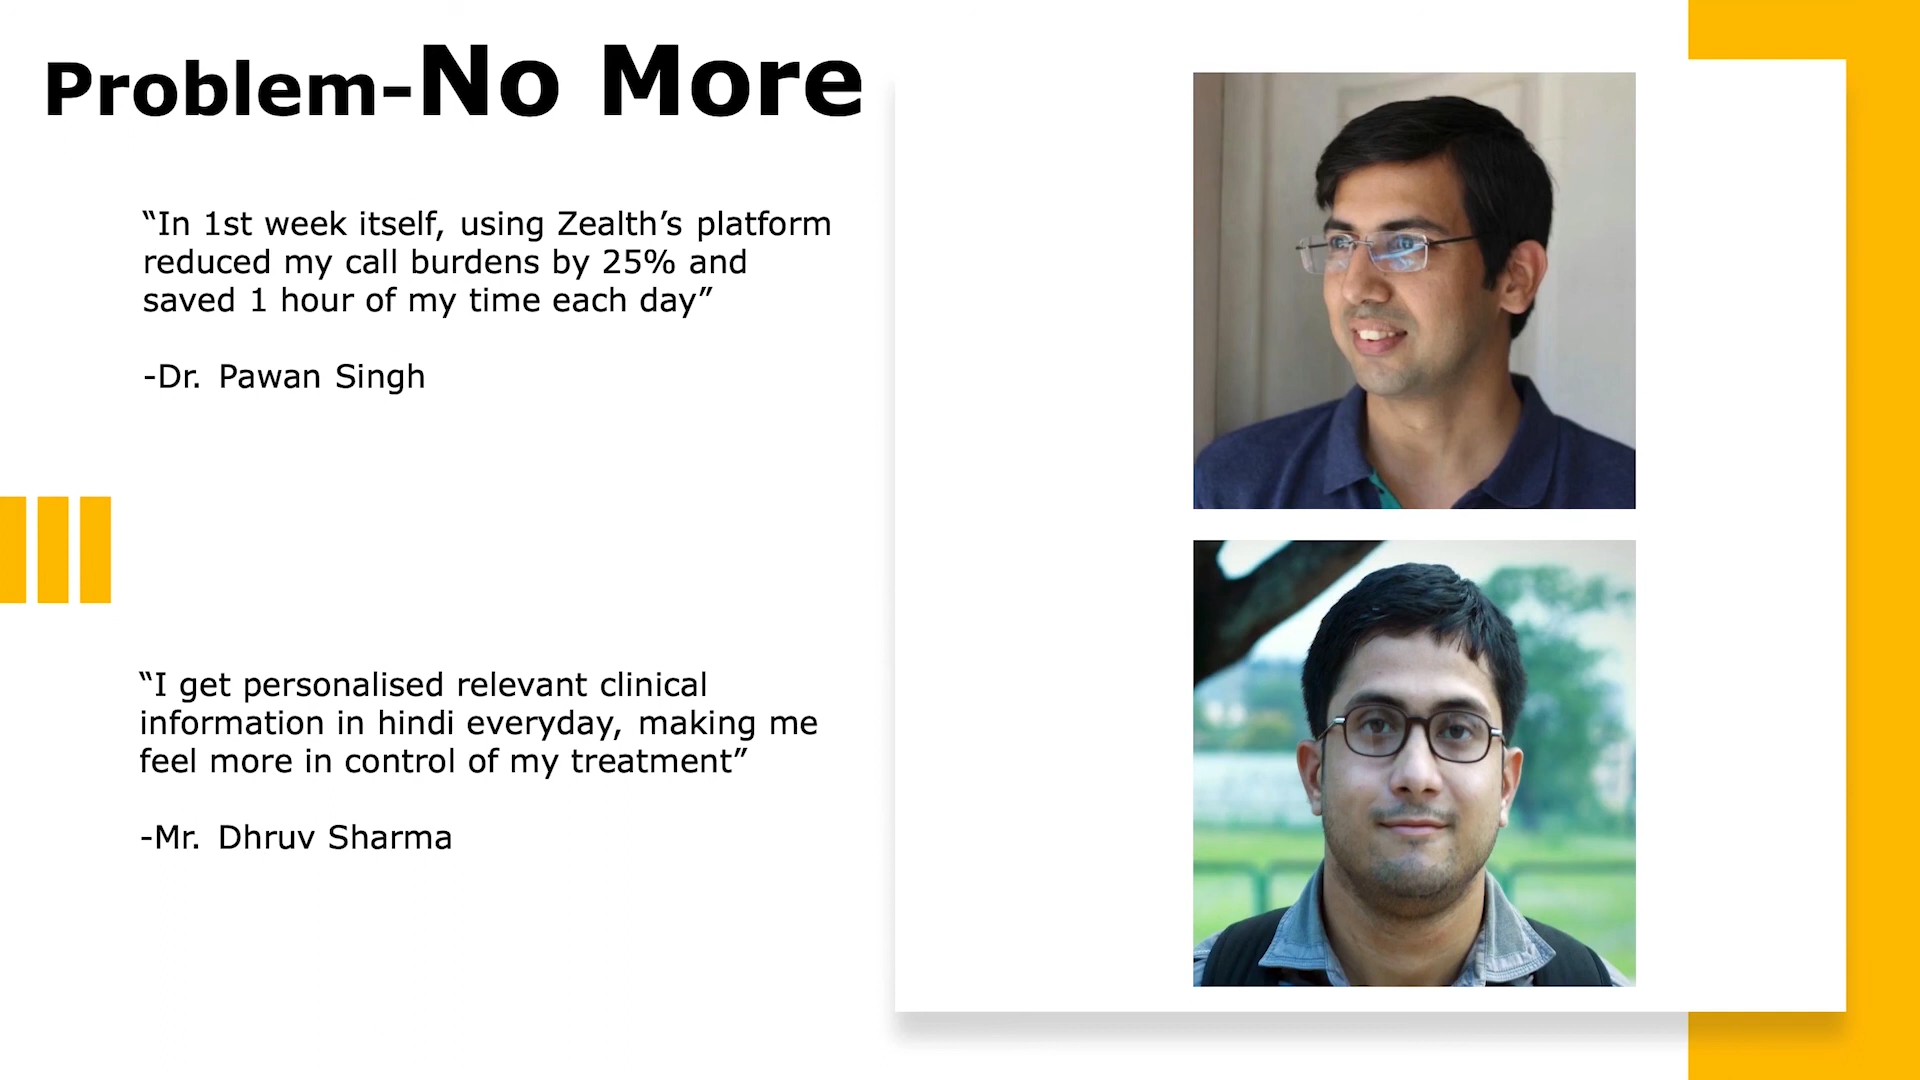 Problem-No More
“In 1st week itself, using Zealth’s platform
reduced my call burdens by 25% and
saved 1 hour of my time each day”
-Dr. Pawan Singh
“I get personalised relevant clinical
information in hindi everyday, making me
feel more in control of my treatment”
-Mr. Dhruv Sharma